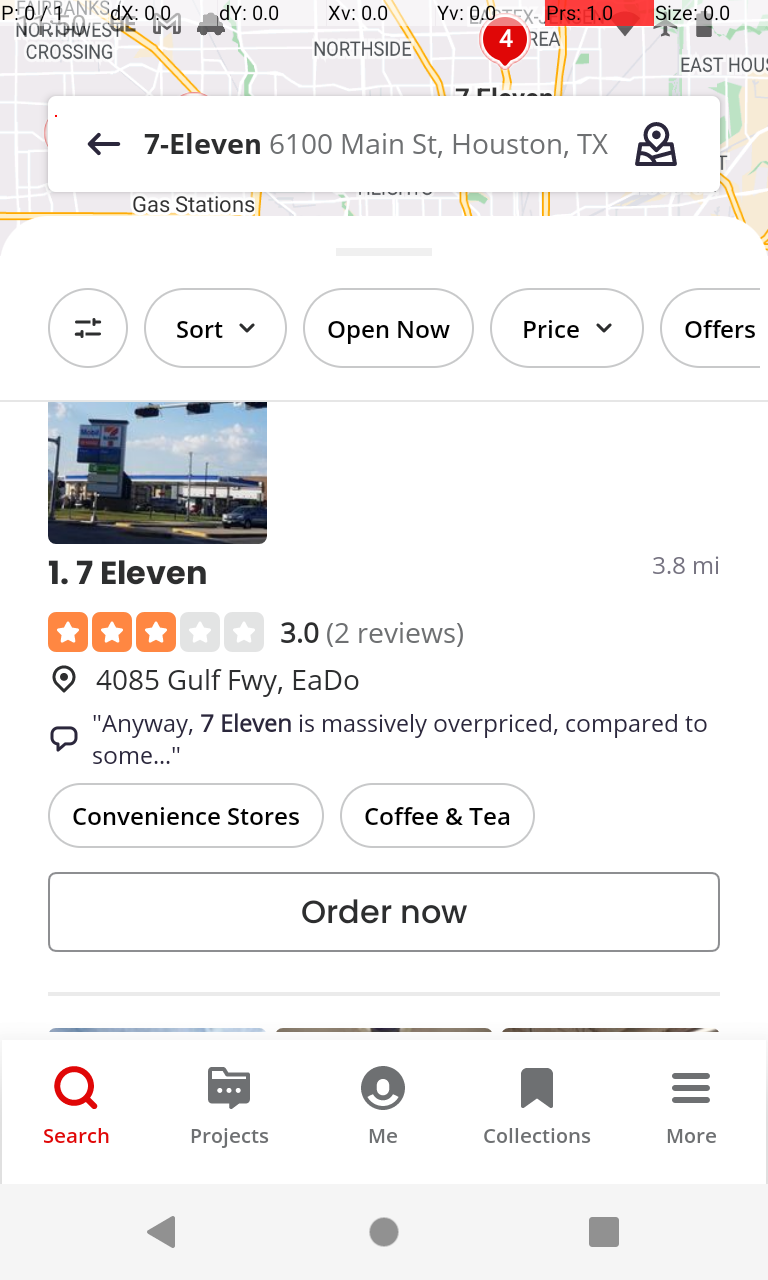 P: 0 / 1 dX: 0.0 dY: 0.0 Xv: 0.0 Yv: 0.0 Prs: 1.0 Size: 0.0
FAIRBANKS
NORTHWEST
CROSSING
NORTHSIDE
4
EAST HOUS
7 Eleven
7-Eleven 6100 Main St, Houston, TX
Gas Stations
Sort
Open Now
Price
Offers
1. 7 Eleven
3.8 mi
3.0 (2 reviews)
4085 Gulf Fwy, EaDo
"Anyway, 7 Eleven is massively overpriced, compared to
some..."
Convenience Stores
Coffee & Tea
Order now
Search
Projects
Me
Collections
More